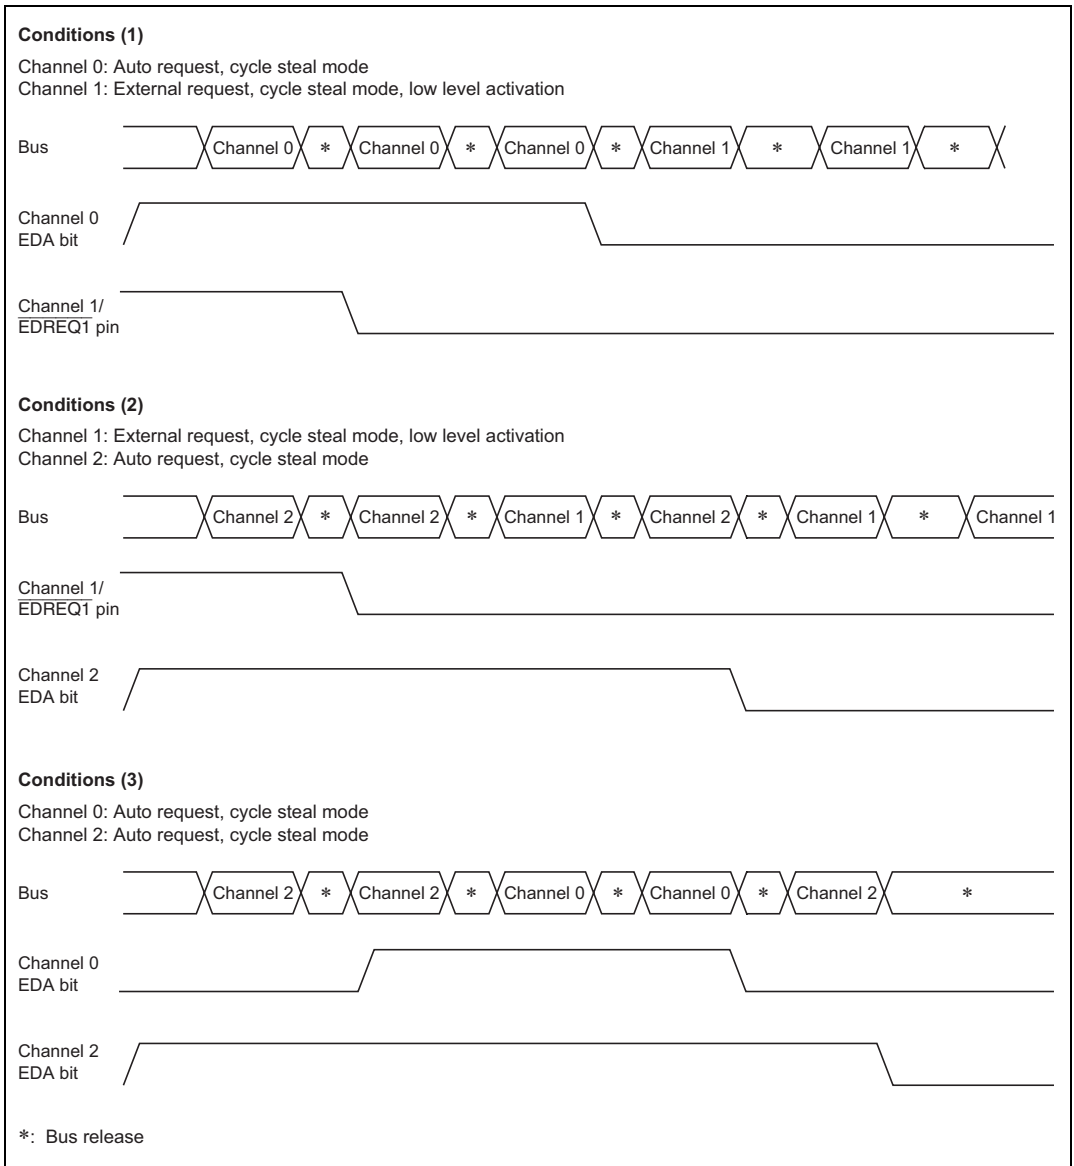 Conditions (1)
Channel 0: Auto request, cycle steal mode
Channel 1: External request, cycle steal mode, low level activation
Bus Channel 0 * Channel 0 * Channel 0 * Channel 1 * Channel 1 *
Channel 0
EDA bit
Channel 1/
EDREQ1 pin
Conditions (2)
Channel 1: External request, cycle steal mode, low level activation
Channel 2: Auto request, cycle steal mode
Bus Channel 2 * Channel 2 * Channel 1 * Channel 2 * Channel 1 * Channel 1
Channel 1/
EDREQ1 pin
Channel 2
EDA bit
Conditions (3)
Channel 0: Auto request, cycle steal mode
Channel 2: Auto request, cycle steal mode
Bus Channel 2 * Channel 2 * Channel 0 * Channel 0 * Channel 2 *
Channel 0
EDA bit
Channel 2
EDA bit
*: Bus release